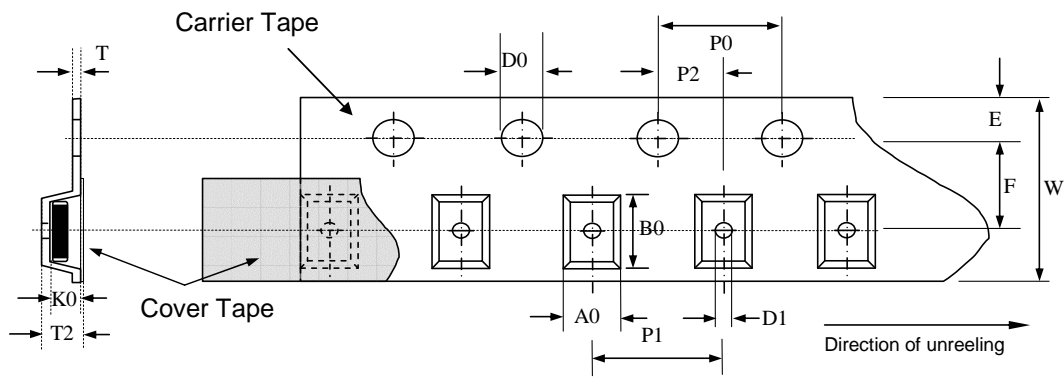 Carrier Tape
T
D0
P0
P2
E
F
W
B0
K0
Cover Tape
T2
A0
D1
P1
Direction of unreeling